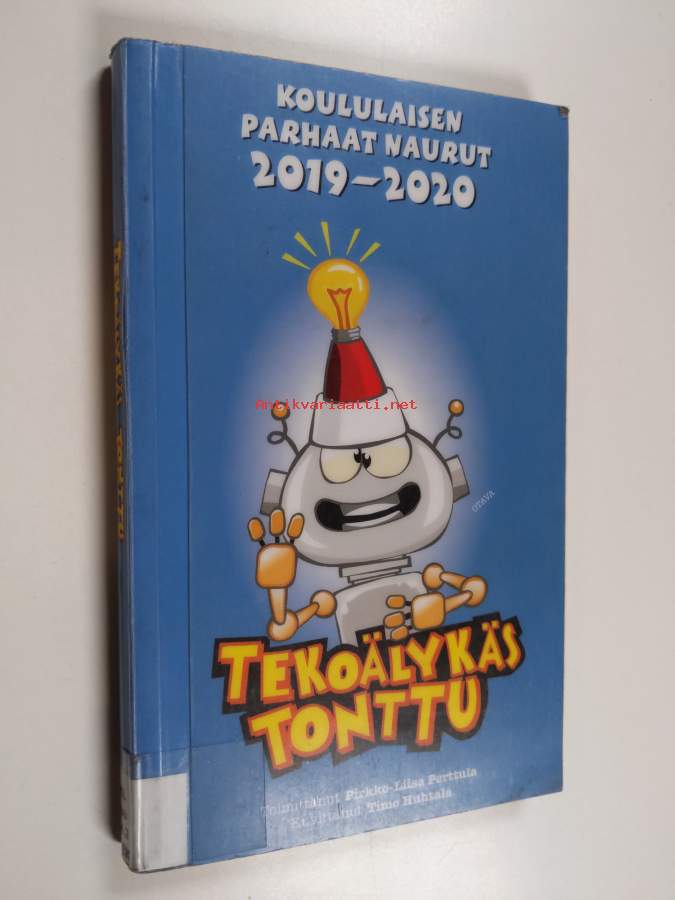 KOULULAISEN
PARHAAT NAURUT
2019–2020
Antikvariaatti.net
OTAVA
TEKOÄLYKÄS
TONTTU
Toimittanut Pirkko-Liisa Perttula
Kuvittanut Timo Huhtala
TEKOÄLYKÄS TONTTU